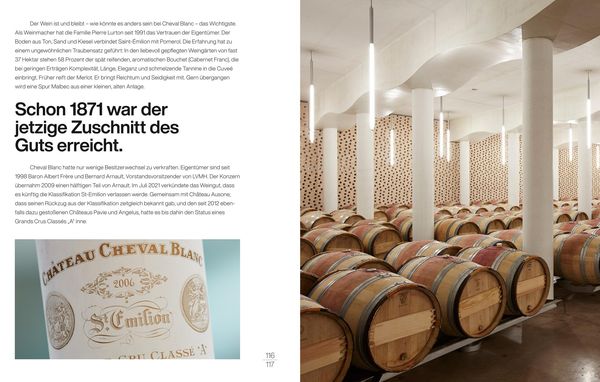 Der Wein ist und bleibt – wie könnte es anders sein bei Cheval Blanc – das Wichtigste.
Als Weinmacher hat die Familie Pierre Lurton seit 1991 das Vertrauen der Eigentümer. Der
Boden aus Ton, Sand und Kiesel verbindet Saint-Emilion mit Pomerol. Die Erfahrung hat zu
einem ungewöhnlichen Traubensatz geführt: In den liebevoll gepflegten Weingärten von fast
37 Hektar stehen 58 Prozent der spät reifenden, aromatischen Bouchet (Cabernet Franc), die
bei geringen Erträgen Komplexität, Länge, Eleganz und schmelzende Tannine in die Cuvée
einbringt. Früher reift der Merlot. Er bringt Reichtum und Seidigkeit mit. Gern übergangen
wird eine Spur Malbec aus einer kleinen, alten Anlage.
Schon 1871 war der
jetzige Zuschnitt des
Guts erreicht.
Cheval Blanc hatte nur wenige Besitzerwechsel zu verkraften. Eigentümer sind seit
1998 Baron Albert Frère und Bernard Arnault, Vorstandsvorsitzender von LVMH. Der Konzern
übernahm 2009 einen hälftigen Teil von Arnault. Im Juli 2021 verkündete das Weingut, dass
es künftig die Klassifikation St-Emilion verlassen werde. Gemeinsam mit Château Ausone,
dass seinen Rückzug aus der Klassifikation zeitgleich bekannt gab, und den seit 2012 eben-
falls dazu gestoßenen Châteaus Pavie und Angelus, hatte es bis dahin den Status eines
Grands Crus Classés „A" inne.
CHÂTEAU CHEVAL BLANC
2006
St Emilion
CRU CLASSÉ "A"
116
117